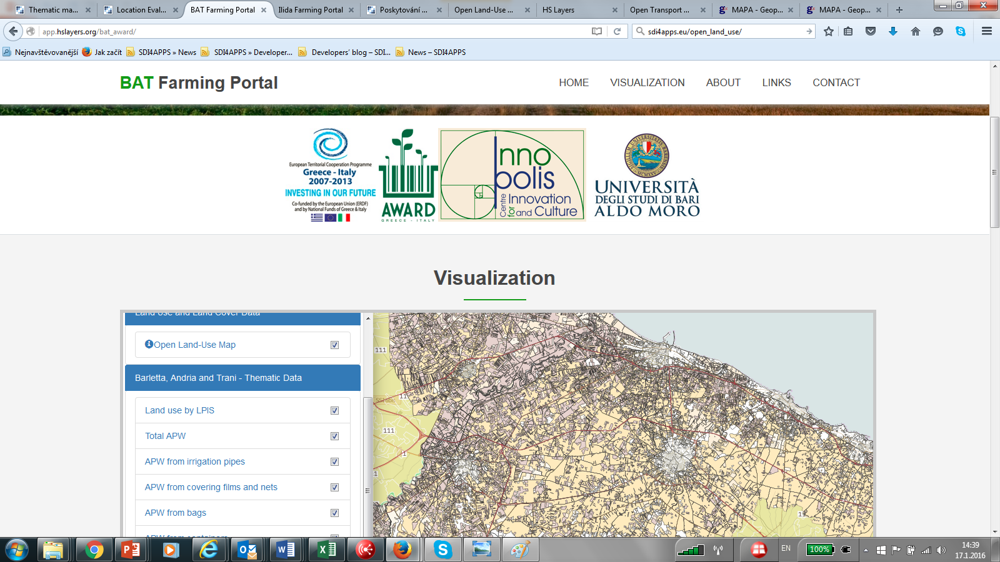 Thematic ma...
Location Eval...
BAT Farming Portal
Ilida Farming Portal
Poskytování ...
Open Land-Use ...
HS Layers
Open Transport ...
MAPA - Geop...
MAPA - Geop...
app.hslayers.org/bat_award/
sdi4apps.eu/open_land_use/
Nejnavštěvovanější
Jak začít
SDI4APPS » News
SDI4APPS » Developer...
Developers' blog – SDI...
News – SDI4APPS
BAT Farming Portal
HOME
VISUALIZATION
ABOUT
LINKS
CONTACT
European Territorial Cooperation Programme
Greece - Italy
2007-2013
INVESTING IN OUR FUTURE
Co-funded by the European Union (ERDF)
and by National Funds of Greece & Italy
AWARD
GREECE - ITALY
Innopolis
Centre for Innovation
and Culture
UNIVERSITÀ
DEGLI STUDI DI BARI
ALDO MORO
Visualization
Land Use and Land Cover Data
Open Land-Use Map
Barletta, Andria and Trani - Thematic Data
Land use by LPIS
Total APW
APW from irrigation pipes
APW from covering films and nets
APW from bags
APW from containers
111
11
111
11
EN
100%
14:39
17.1.2016